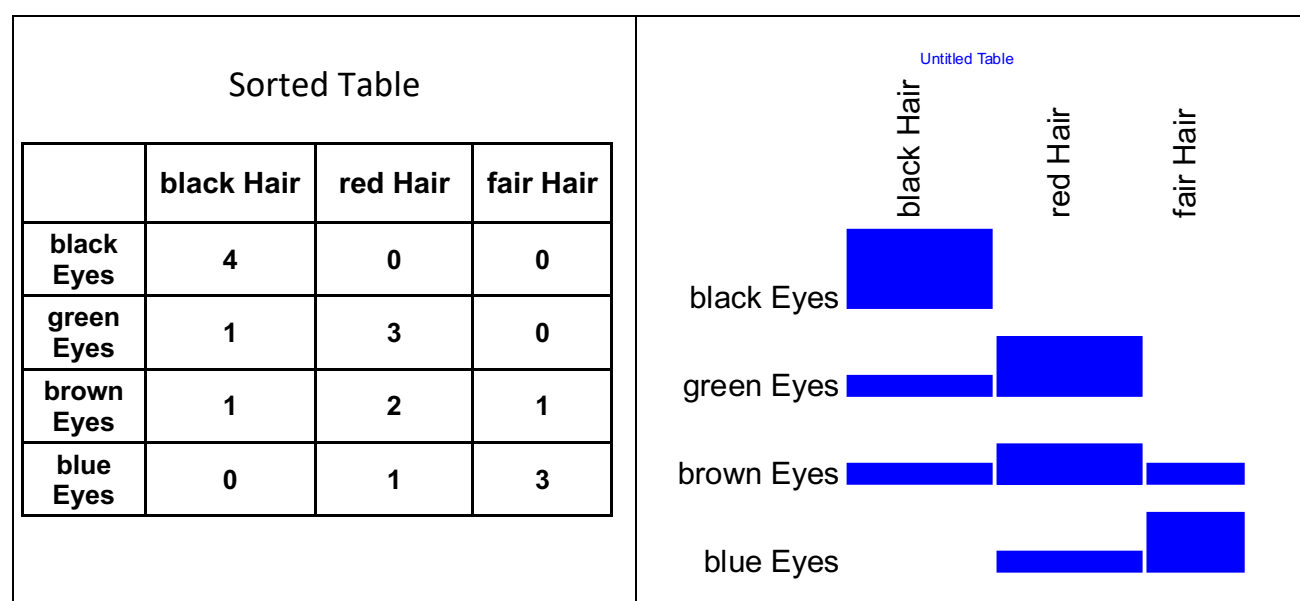 Sorted Table
black Hair red Hair fair Hair
black
Eyes 4 0 0
green
Eyes 1 3 0
brown
Eyes 1 2 1
blue
Eyes 0 1 3
Untitled Table
black Hair
red Hair
fair Hair
black Eyes
green Eyes
brown Eyes
blue Eyes